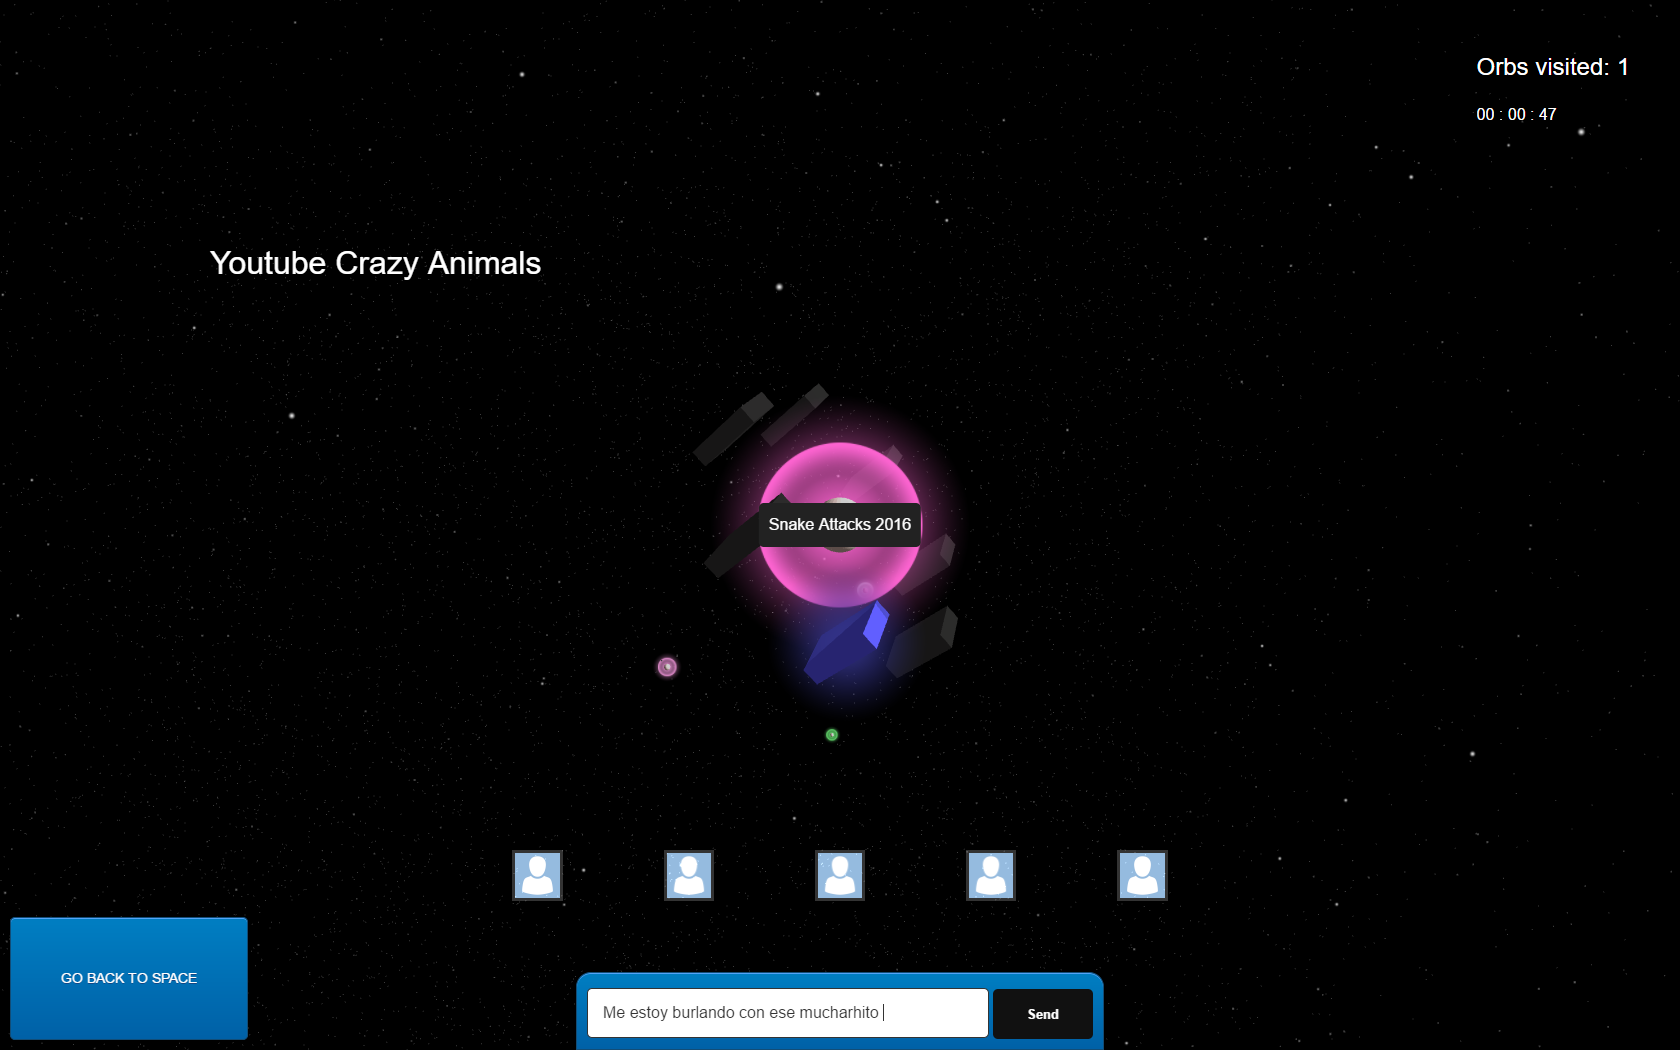 Orbs visited: 1
00 : 00 : 47
Youtube Crazy Animals
Snake Attacks 2016
GO BACK TO SPACE
Me estoy burlando con ese mucharhito
Send